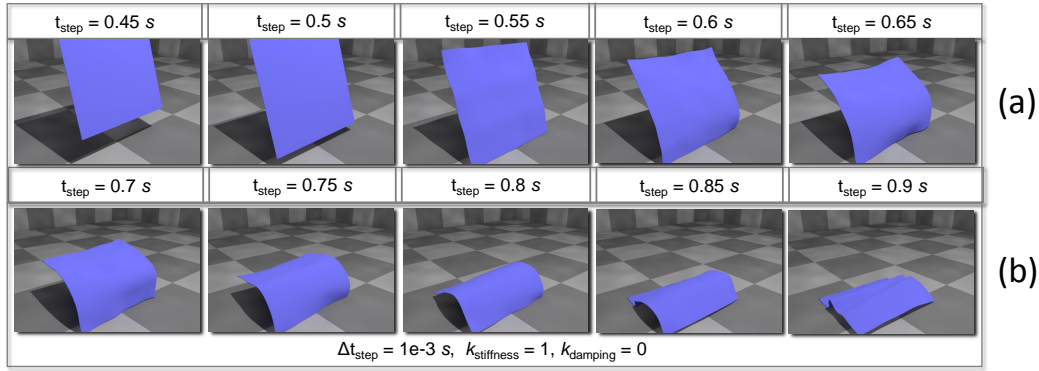 t_step = 0.45 s t_step = 0.5 s t_step = 0.55 s t_step = 0.6 s t_step = 0.65 s
(a)
t_step = 0.7 s t_step = 0.75 s t_step = 0.8 s t_step = 0.85 s t_step = 0.9 s
(b)
Δt_step = 1e-3 s, k_stiffness = 1, k_damping = 0